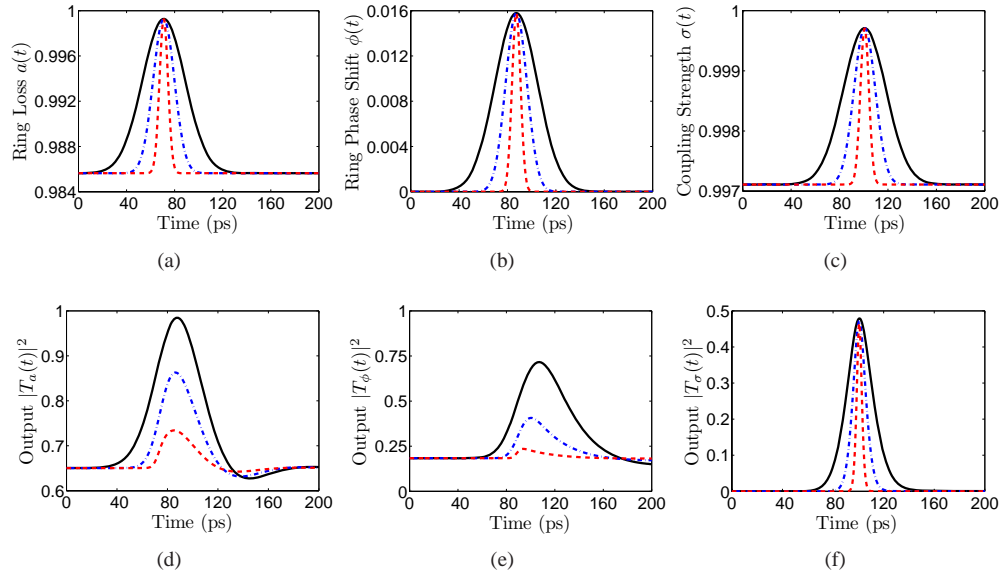 1
0.996
0.992
0.988
0.984
Ring Loss a(t)
0 40 80 120 160 200
Time (ps)
(a)
0.016
0.012
0.008
0.004
0
Ring Phase Shift ϕ(t)
0 40 80 120 160 200
Time (ps)
(b)
1
0.999
0.998
0.997
Coupling Strength σ(t)
0 40 80 120 160 200
Time (ps)
(c)
1
0.9
0.8
0.7
0.6
Output |Tₐ(t)|²
0 40 80 120 160 200
Time (ps)
(d)
1
0.75
0.5
0.25
0
Output |T_ϕ(t)|²
0 40 80 120 160 200
Time (ps)
(e)
0.5
0.4
0.3
0.2
0.1
0
Output |T_σ(t)|²
0 40 80 120 160 200
Time (ps)
(f)